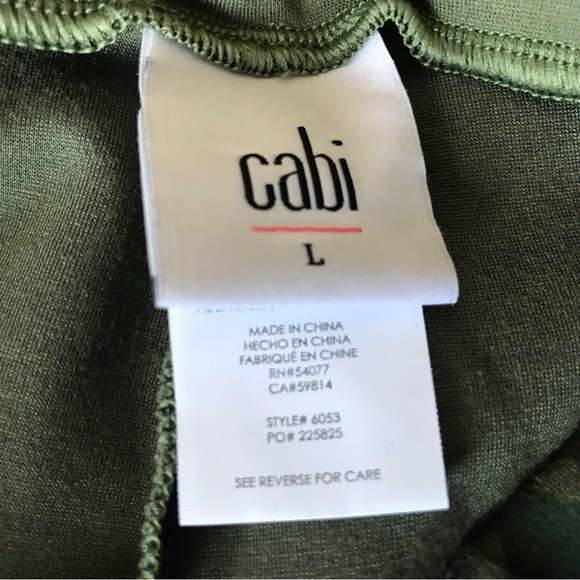 cabi
L
MADE IN CHINA
HECHO EN CHINA
FABRIQUÉ EN CHINE
RN#54077
CA#59814
STYLE# 6053
PO# 225825
SEE REVERSE FOR CARE